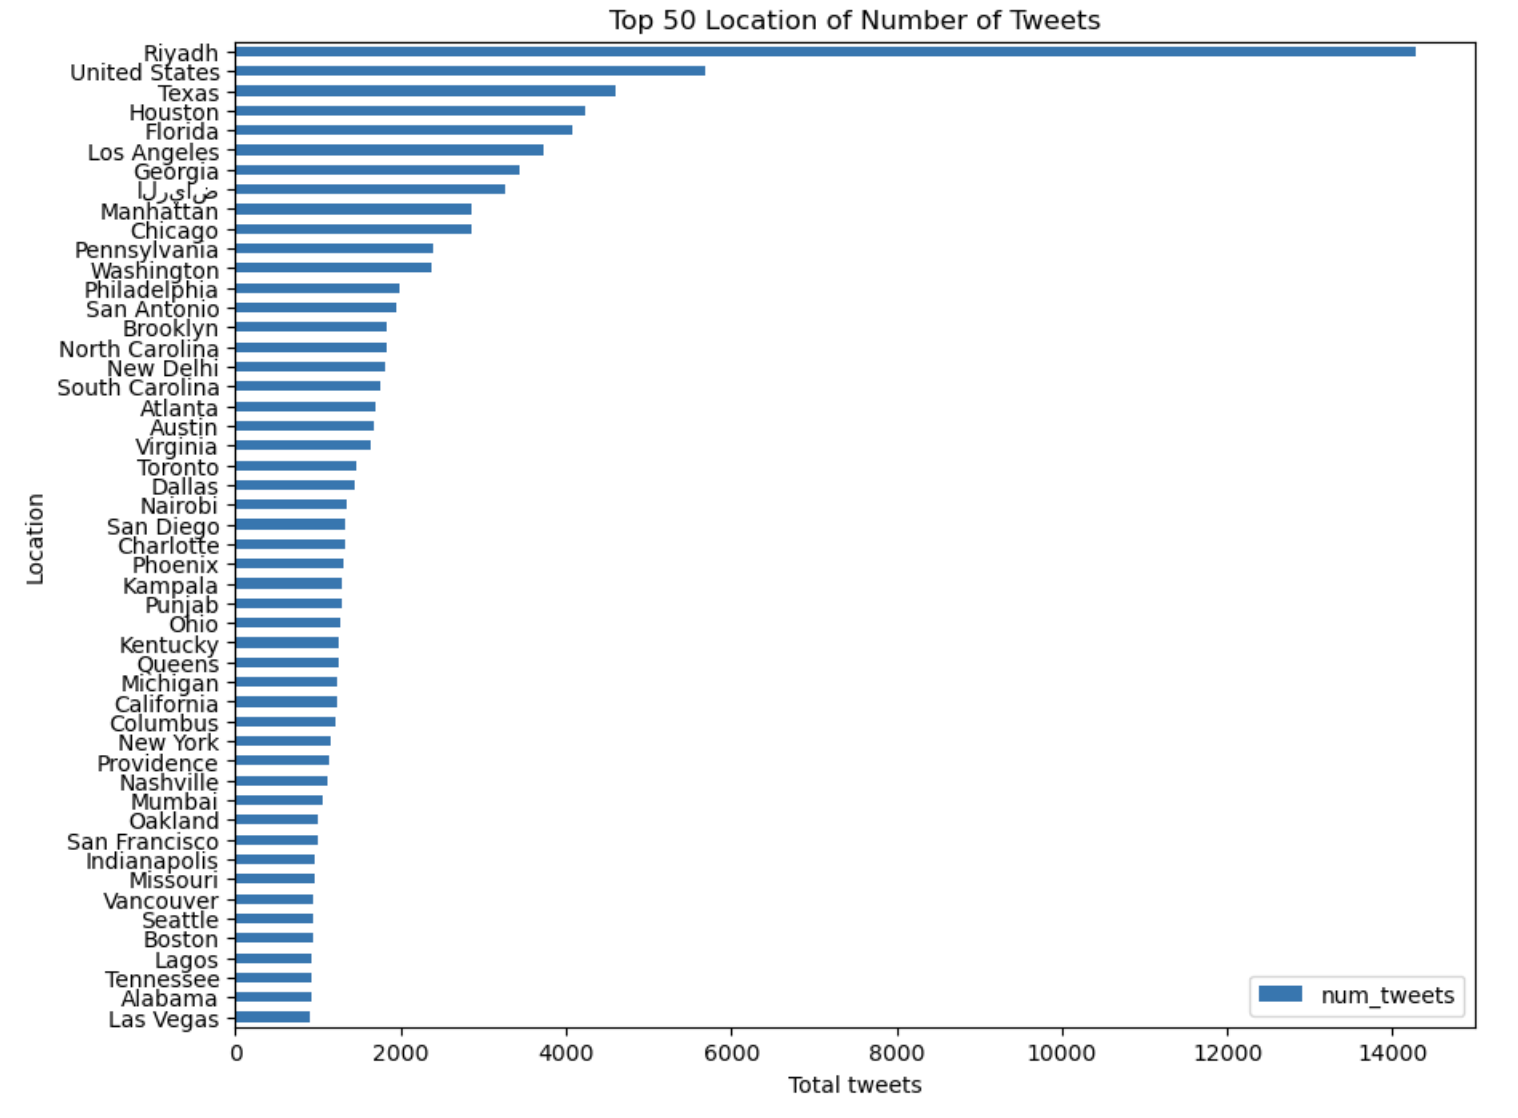 Top 50 Location of Number of Tweets
Riyadh
United States
Texas
Houston
Florida
Los Angeles
Georgia
الرياض
Manhattan
Chicago
Pennsylvania
Washington
Philadelphia
San Antonio
Brooklyn
North Carolina
New Delhi
South Carolina
Atlanta
Austin
Virginia
Toronto
Dallas
Nairobi
San Diego
Charlotte
Phoenix
Kampala
Punjab
Ohio
Kentucky
Queens
Michigan
California
Columbus
New York
Providence
Nashville
Mumbai
Oakland
San Francisco
Indianapolis
Missouri
Vancouver
Seattle
Boston
Lagos
Tennessee
Alabama
Las Vegas
Location
num_tweets
0 2000 4000 6000 8000 10000 12000 14000
Total tweets